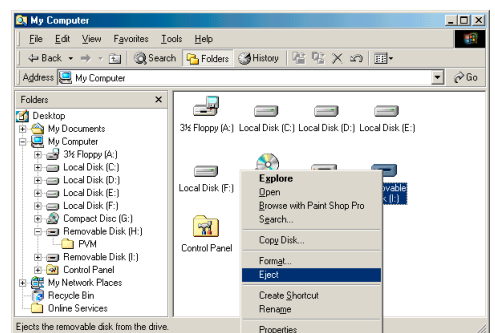 My Computer
File Edit View Favorites Tools Help
Back Search Folders History
Address My Computer Go
Folders
Desktop
My Documents
My Computer
3½ Floppy (A:)
Local Disk (C:)
Local Disk (D:)
Local Disk (E:)
Local Disk (F:)
Compact Disc (G:)
Removable Disk (H:)
PVM
Removable Disk (I:)
Control Panel
My Network Places
Recycle Bin
Online Services
3½ Floppy (A:) Local Disk (C:) Local Disk (D:) Local Disk (E:)
Local Disk (F:)
Control Panel
Explore
Open
Browse with Paint Shop Pro
Search...
Copy Disk...
Format...
Eject
Create Shortcut
Rename
Properties
Ejects the removable disk from the drive.